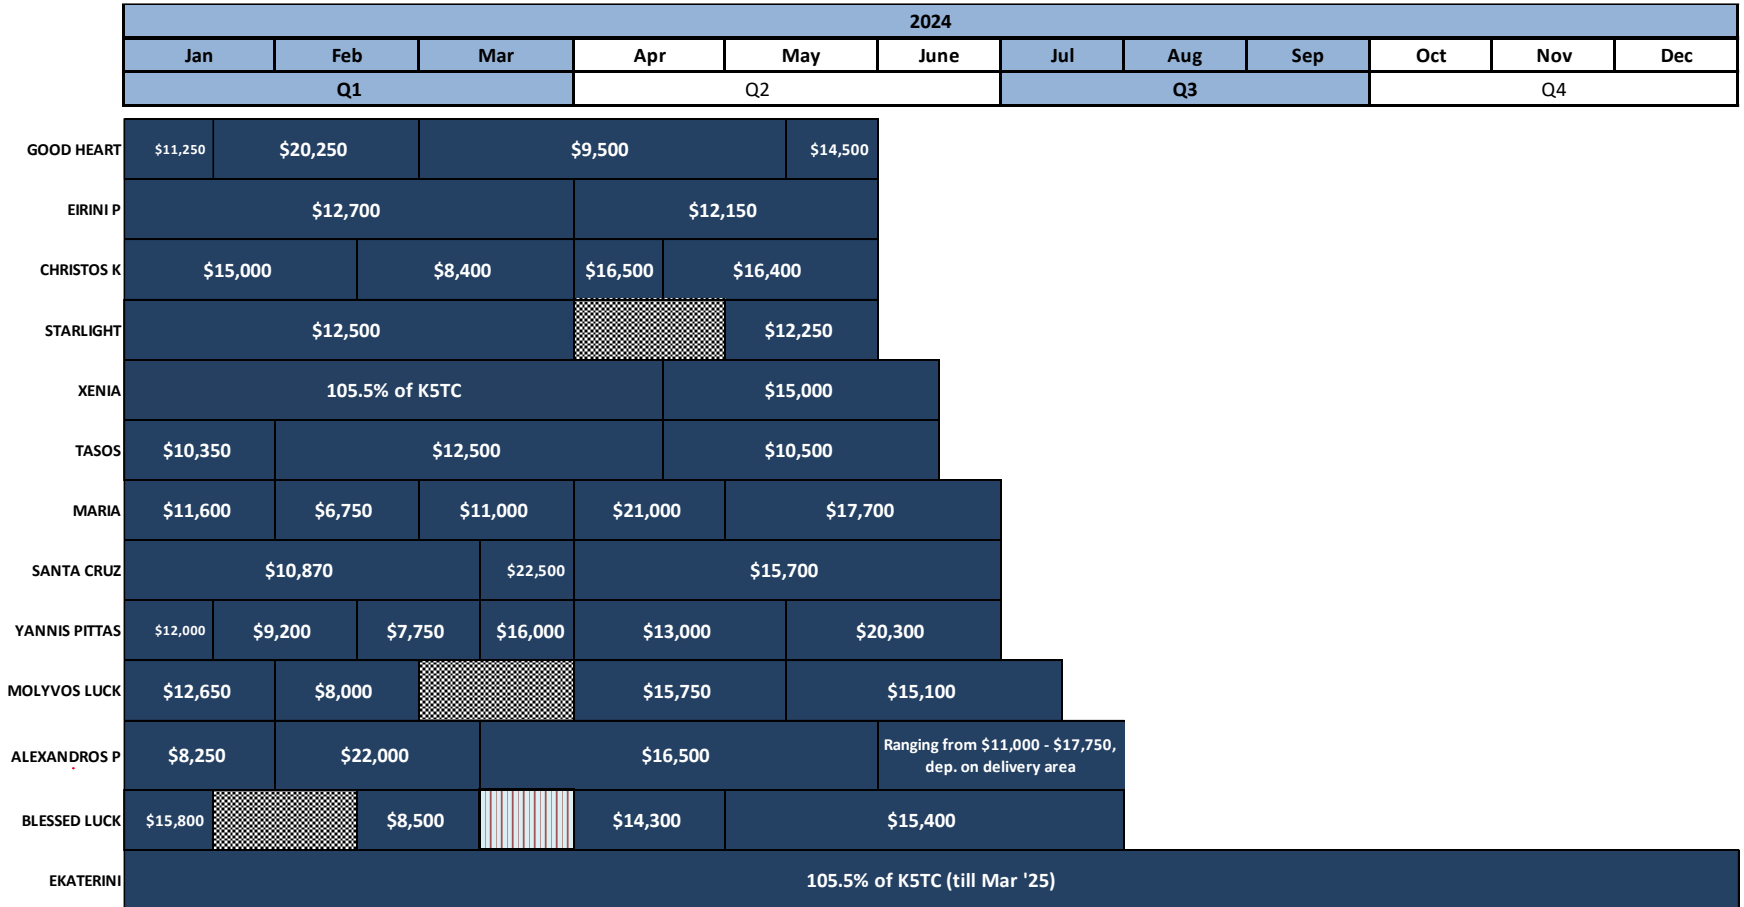 2024
Jan Feb Mar Apr May June Jul Aug Sep Oct Nov Dec
Q1 Q2 Q3 Q4
GOOD HEART $11,250 $20,250 $9,500 $14,500
EIRINI P $12,700 $12,150
CHRISTOS K $15,000 $8,400 $16,500 $16,400
STARLIGHT $12,500 $12,250
XENIA 105.5% of K5TC $15,000
TASOS $10,350 $12,500 $10,500
MARIA $11,600 $6,750 $11,000 $21,000 $17,700
SANTA CRUZ $10,870 $22,500 $15,700
YANNIS PITTAS $12,000 $9,200 $7,750 $16,000 $13,000 $20,300
MOLYVOS LUCK $12,650 $8,000 $15,750 $15,100
ALEXANDROS P $8,250 $22,000 $16,500 Ranging from $11,000 - $17,750,
dep. on delivery area
BLESSED LUCK $15,800 $8,500 $14,300 $15,400
EKATERINI 105.5% of K5TC (till Mar '25)